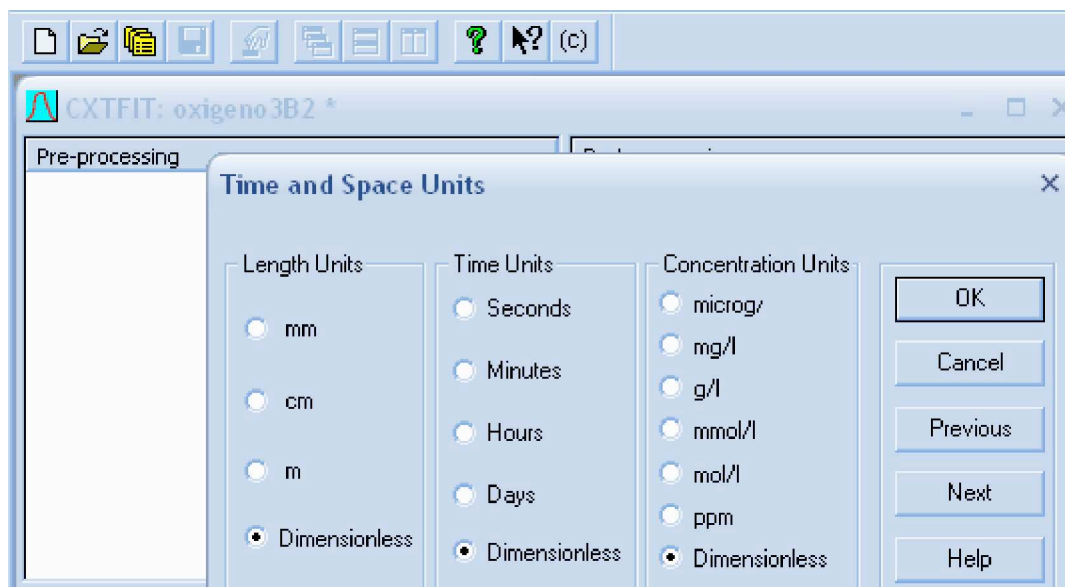 ? ? (c)
CXTFIT: oxigeno3B2 *
Pre-processing
Time and Space Units
Length Units
mm
cm
m
Dimensionless
Time Units
Seconds
Minutes
Hours
Days
Dimensionless
Concentration Units
microg/
mg/l
g/l
mmol/l
mol/l
ppm
Dimensionless
OK
Cancel
Previous
Next
Help